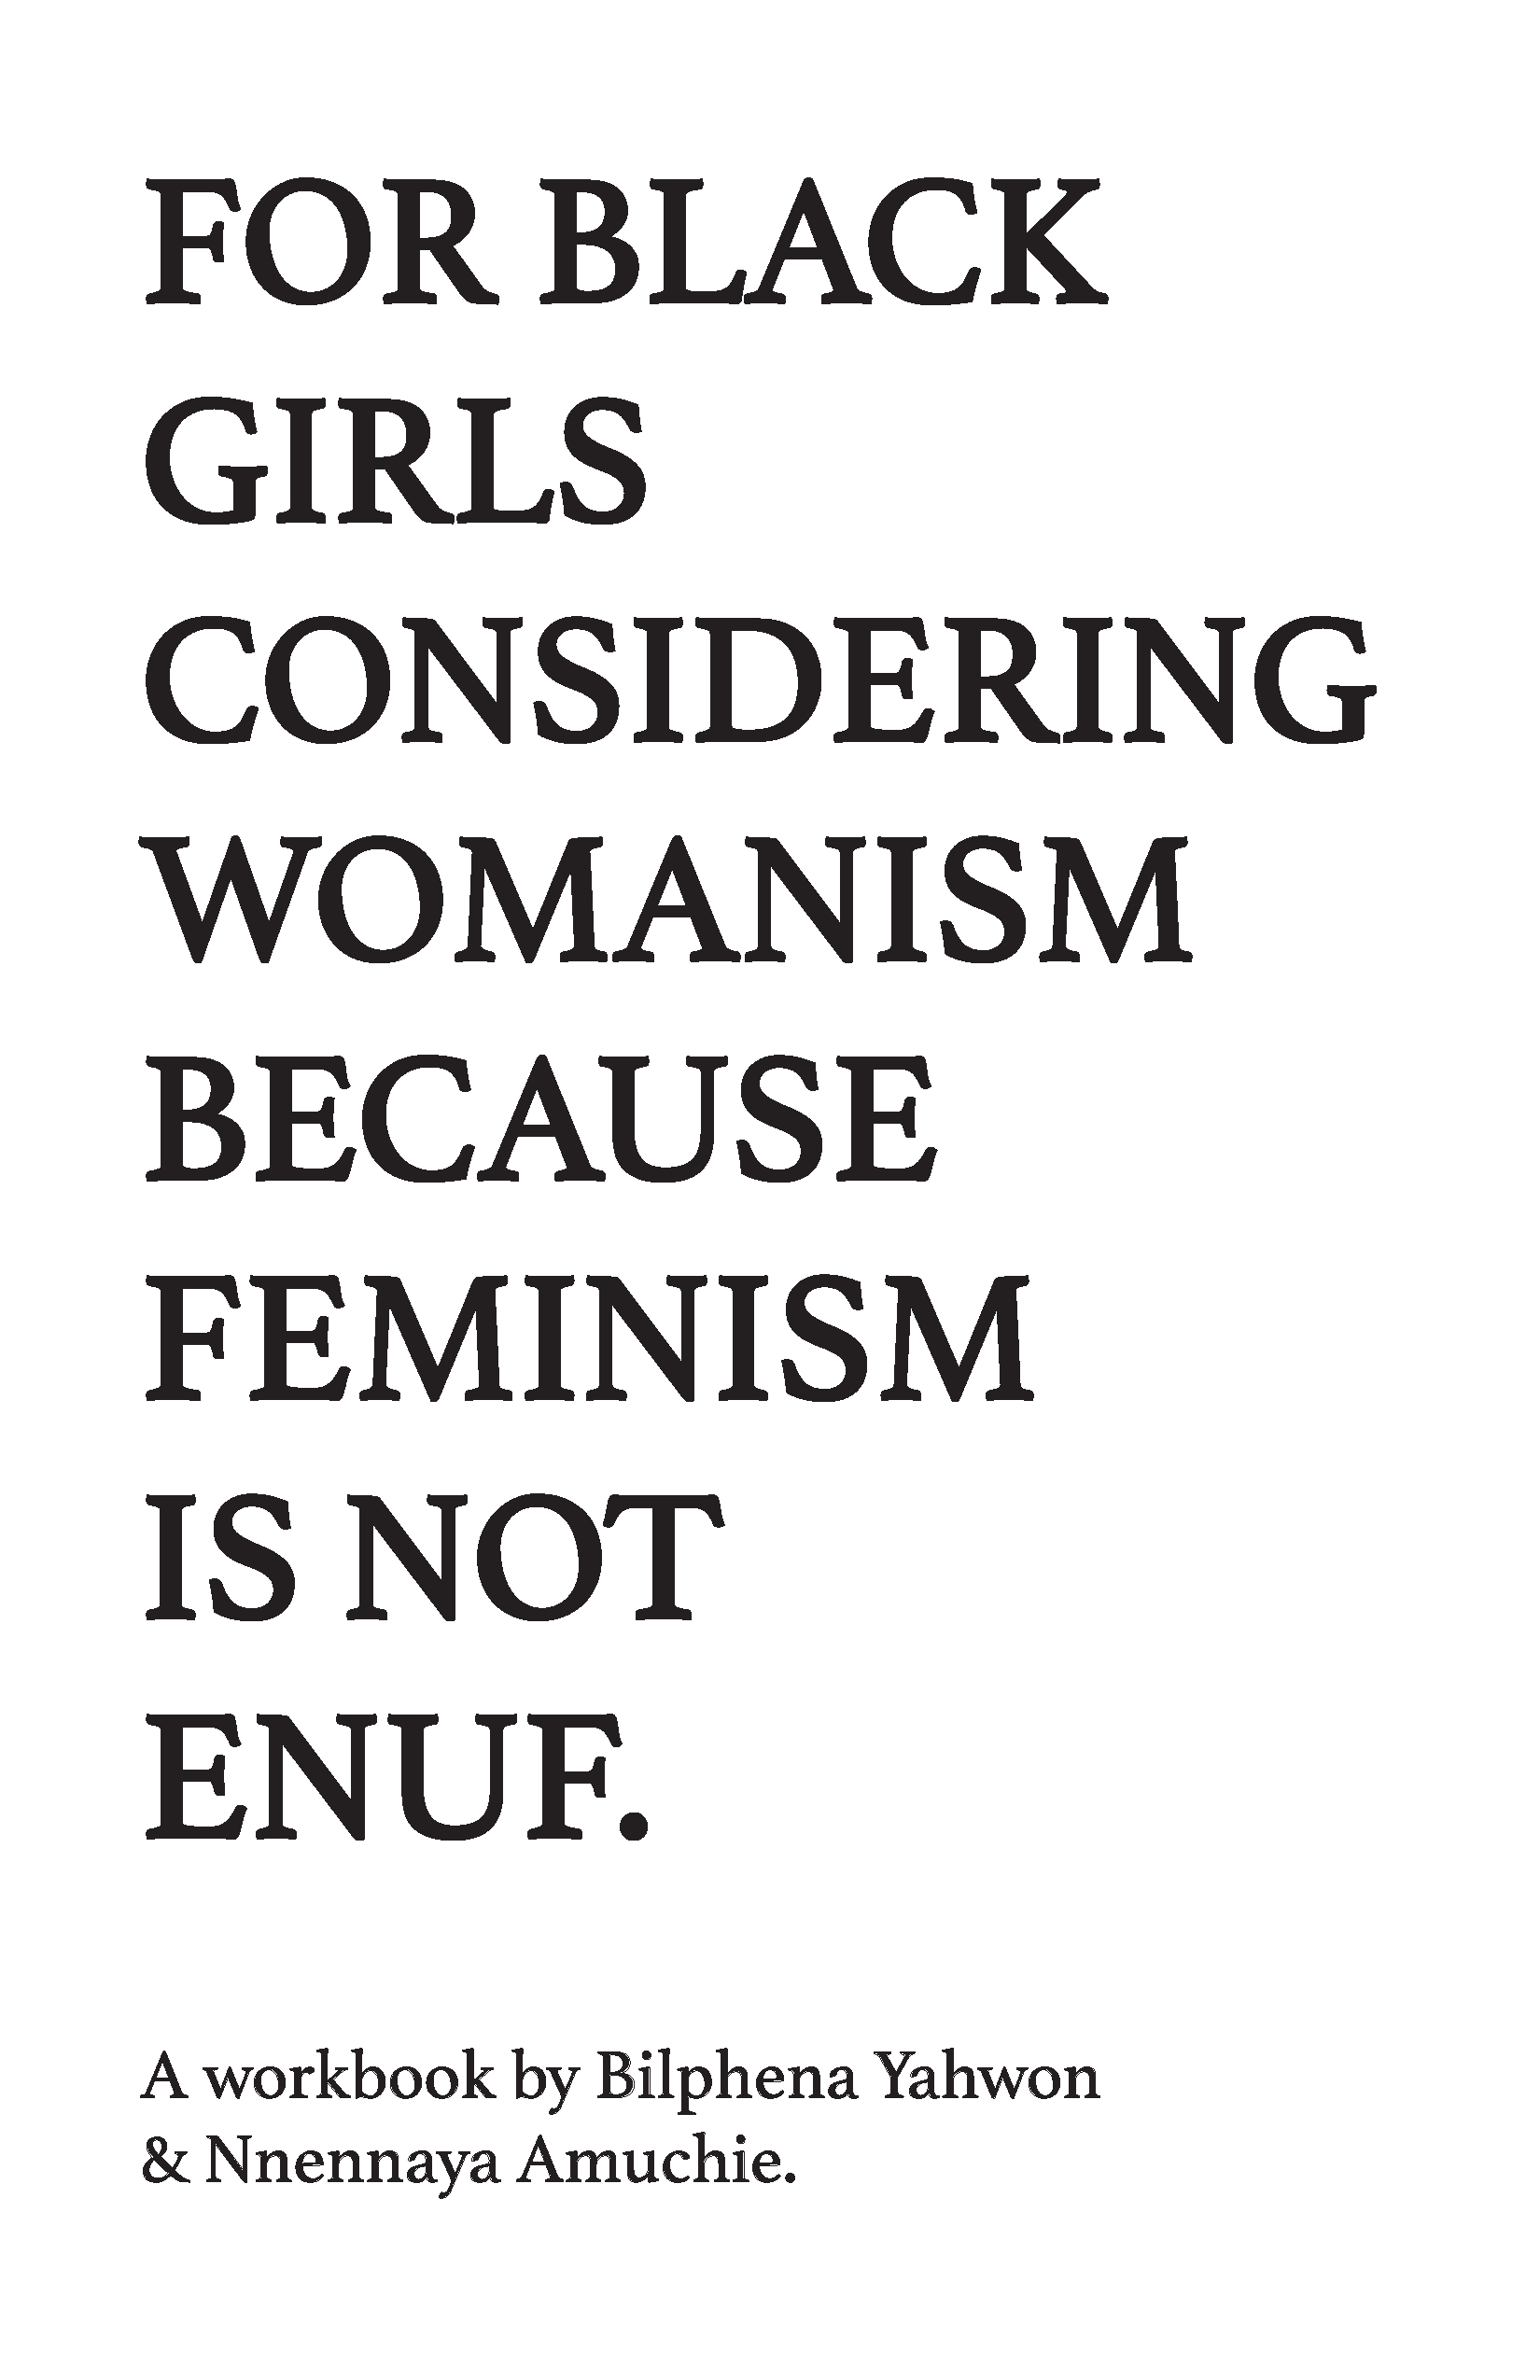 FOR BLACK
GIRLS
CONSIDERING
WOMANISM
BECAUSE
FEMINISM
IS NOT
ENUF.
A workbook by Bilphena Yahwon
& Nnennaya Amuchie.